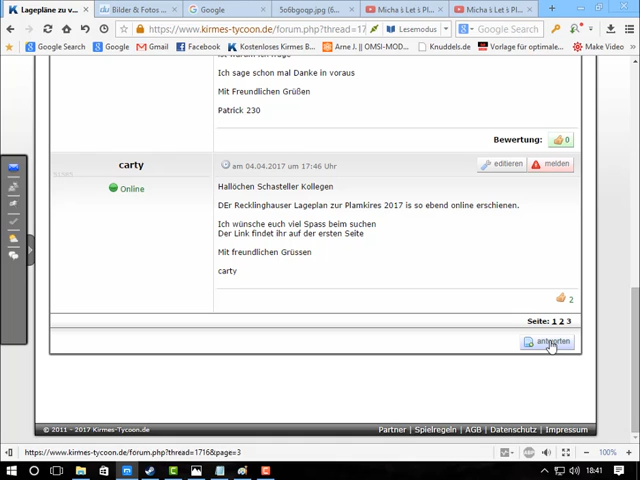 Lagepläne zu v...
Bilder & Fotos ...
Google
5o6bgoqp.jpg (6...
Micha ś Let ś Pl...
Micha ś Let ś Pl...
https://www.kirmes-tycoon.de/forum.php?thread=17
Lesemodus
Google Search
Google Search
Google
Gmail
Facebook
Kostenloses Kirmes B...
Arne J. || OMSI-MOD...
Knuddels.de
Vorlage für optimale...
Make Video
Ich sage schon mal Danke in voraus
Mit Freundlichen Grüßen
Patrick 230
Bewertung: 0
carty
am 04.04.2017 um 17:46 Uhr
editieren
melden
Online
Hallöchen Schasteller Kollegen
DEr Recklinghauser Lageplan zur Plamkires 2017 is so ebend online erschienen.
Ich wünsche euch viel Spass beim suchen
Der Link findet ihr auf der ersten Seite
Mit freundlichen Grüssen
carty
2
Seite: 1 2 3
antworten
© 2011 - 2017 Kirmes-Tycoon.de
Partner | Spielregeln | AGB | Datenschutz | Impressum
https://www.kirmes-tycoon.de/forum.php?thread=1716&page=3
100%
18:41